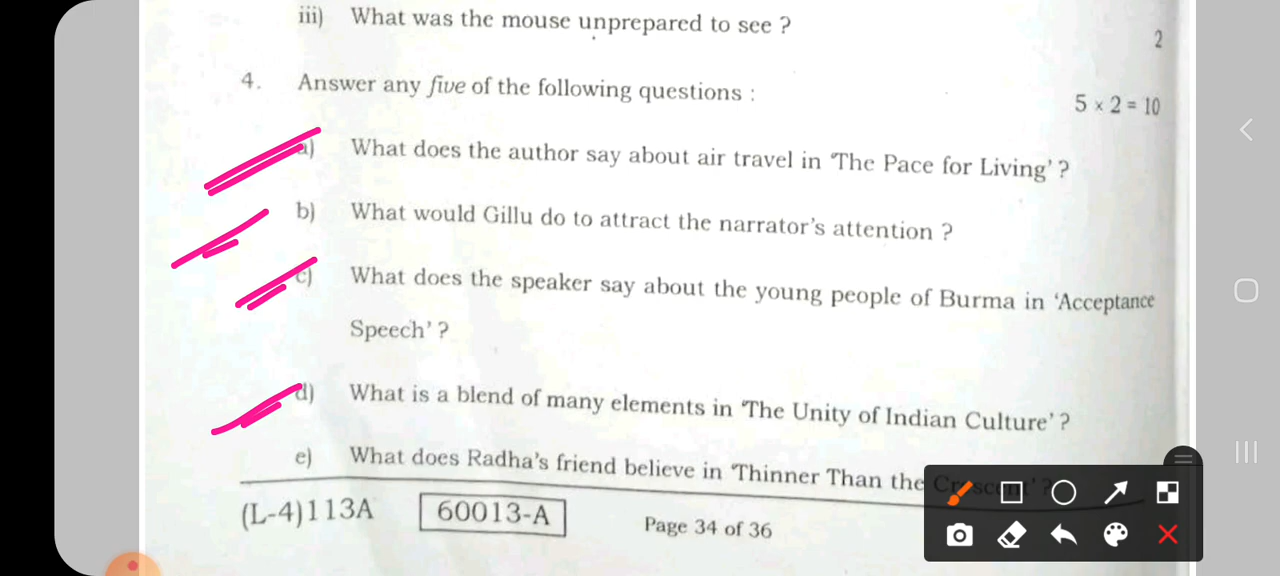 iii) What was the mouse unprepared to see ?
2
4. Answer any five of the following questions :
5 × 2 = 10
a) What does the author say about air travel in 'The Pace for Living' ?
b) What would Gillu do to attract the narrator's attention ?
c) What does the speaker say about the young people of Burma in 'Acceptance
Speech' ?
d) What is a blend of many elements in 'The Unity of Indian Culture' ?
e) What does Radha's friend believe in 'Thinner Than the Crescent' ?
(L-4)113A 60013-A Page 34 of 36